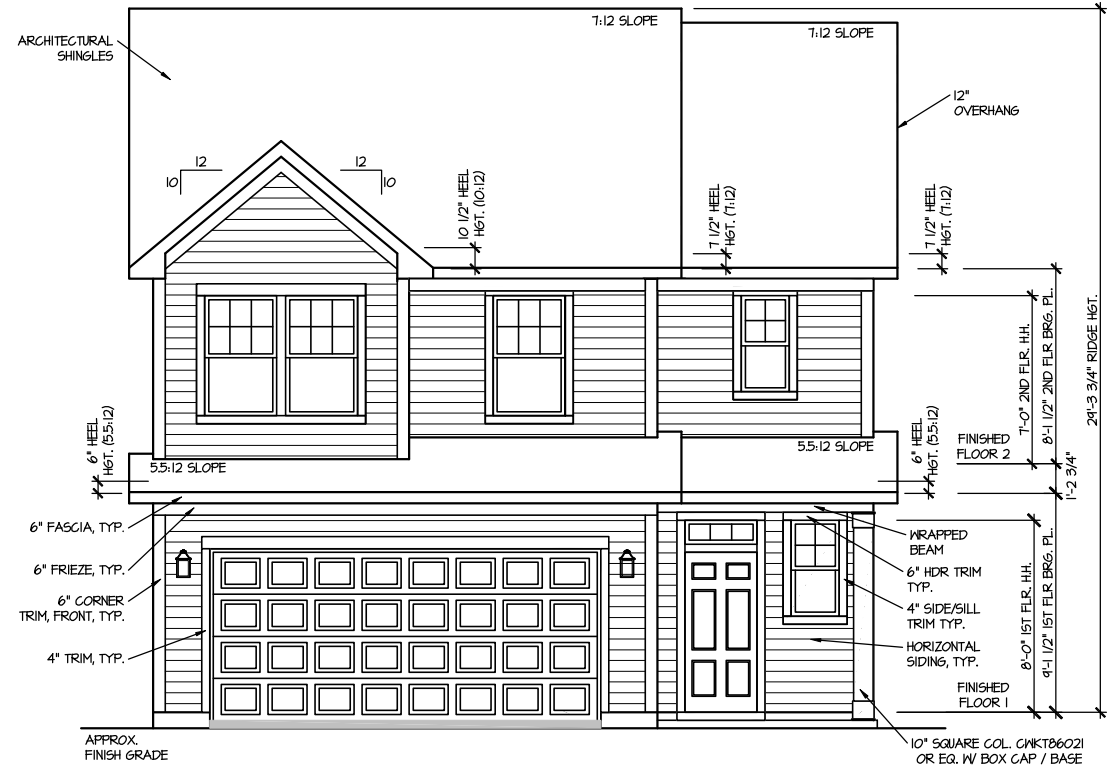 7:12 SLOPE
7:12 SLOPE
ARCHITECTURAL
SHINGLES
12"
OVERHANG
12
10
12
10
10 1/2" HEEL
HGT. (10:12)
7 1/2" HEEL
HGT. (7:12)
7 1/2" HEEL
HGT. (7:12)
7'-0" 2ND FLR. H.H.
8'-1 1/2" 2ND FLR BRG. PL.
29'-3 3/4" RIDGE HGT.
6" HEEL
HGT. (5.5:12)
5.5:12 SLOPE
5.5:12 SLOPE
6" HEEL
HGT. (5.5:12)
FINISHED
FLOOR 2
1'-2 3/4"
6" FASCIA, TYP.
6" FRIEZE, TYP.
6" CORNER
TRIM, FRONT, TYP.
4" TRIM, TYP.
WRAPPED
BEAM
6" HDR TRIM
TYP.
4" SIDE/SILL
TRIM TYP.
HORIZONTAL
SIDING, TYP.
8'-0" 1ST FLR. H.H.
9'-1 1/2" 1ST FLR BRG. PL.
FINISHED
FLOOR 1
APPROX.
FINISH GRADE
10" SQUARE COL. CWKT86021
OR EQ. W/ BOX CAP / BASE